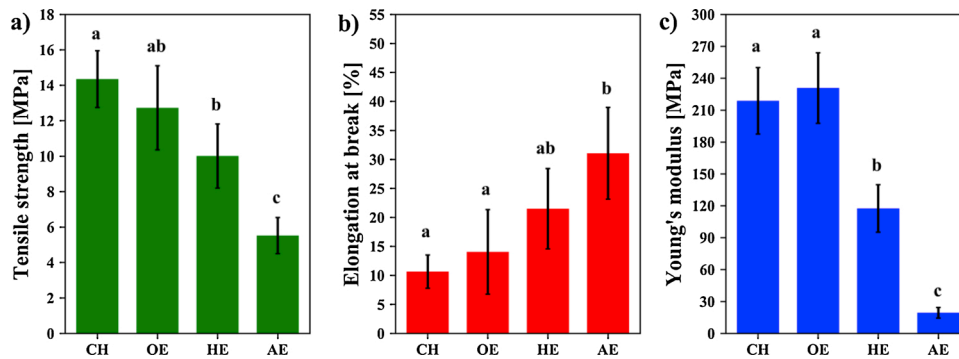 a)
Tensile strength [MPa]
18
16
14
12
10
8
6
4
2
0
a
ab
b
c
CH OE HE AE
b)
Elongation at break [%]
55
50
45
40
35
30
25
20
15
10
5
0
a
a
ab
b
CH OE HE AE
c)
Young's modulus [MPa]
300
270
240
210
180
150
120
90
60
30
0
a
a
b
c
CH OE HE AE